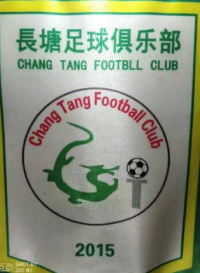 長塘足球俱乐部
CHANG TANG FOOTBLL CLUB
Chang Tang Football Club
2015